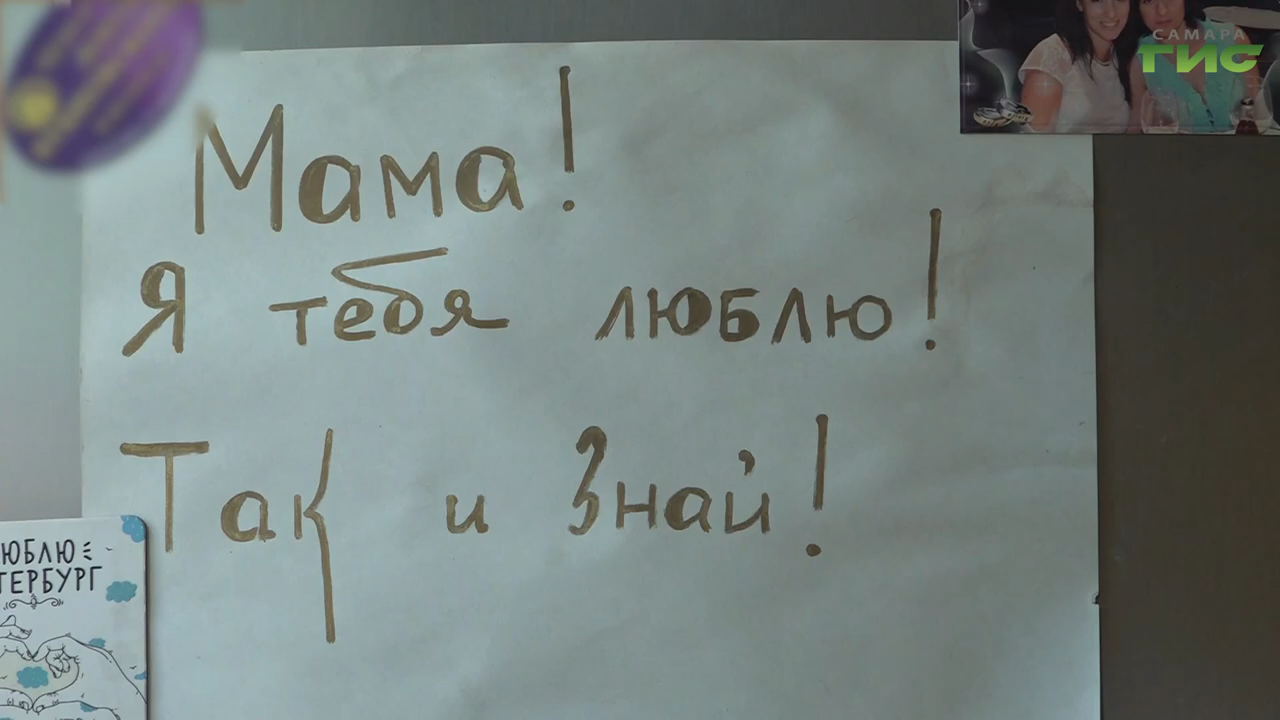 САМАРА
ГИС
Мама!
Я тебя люблю!
Так и Знай!
ЮБЛЮ
ТЕРБУРГ